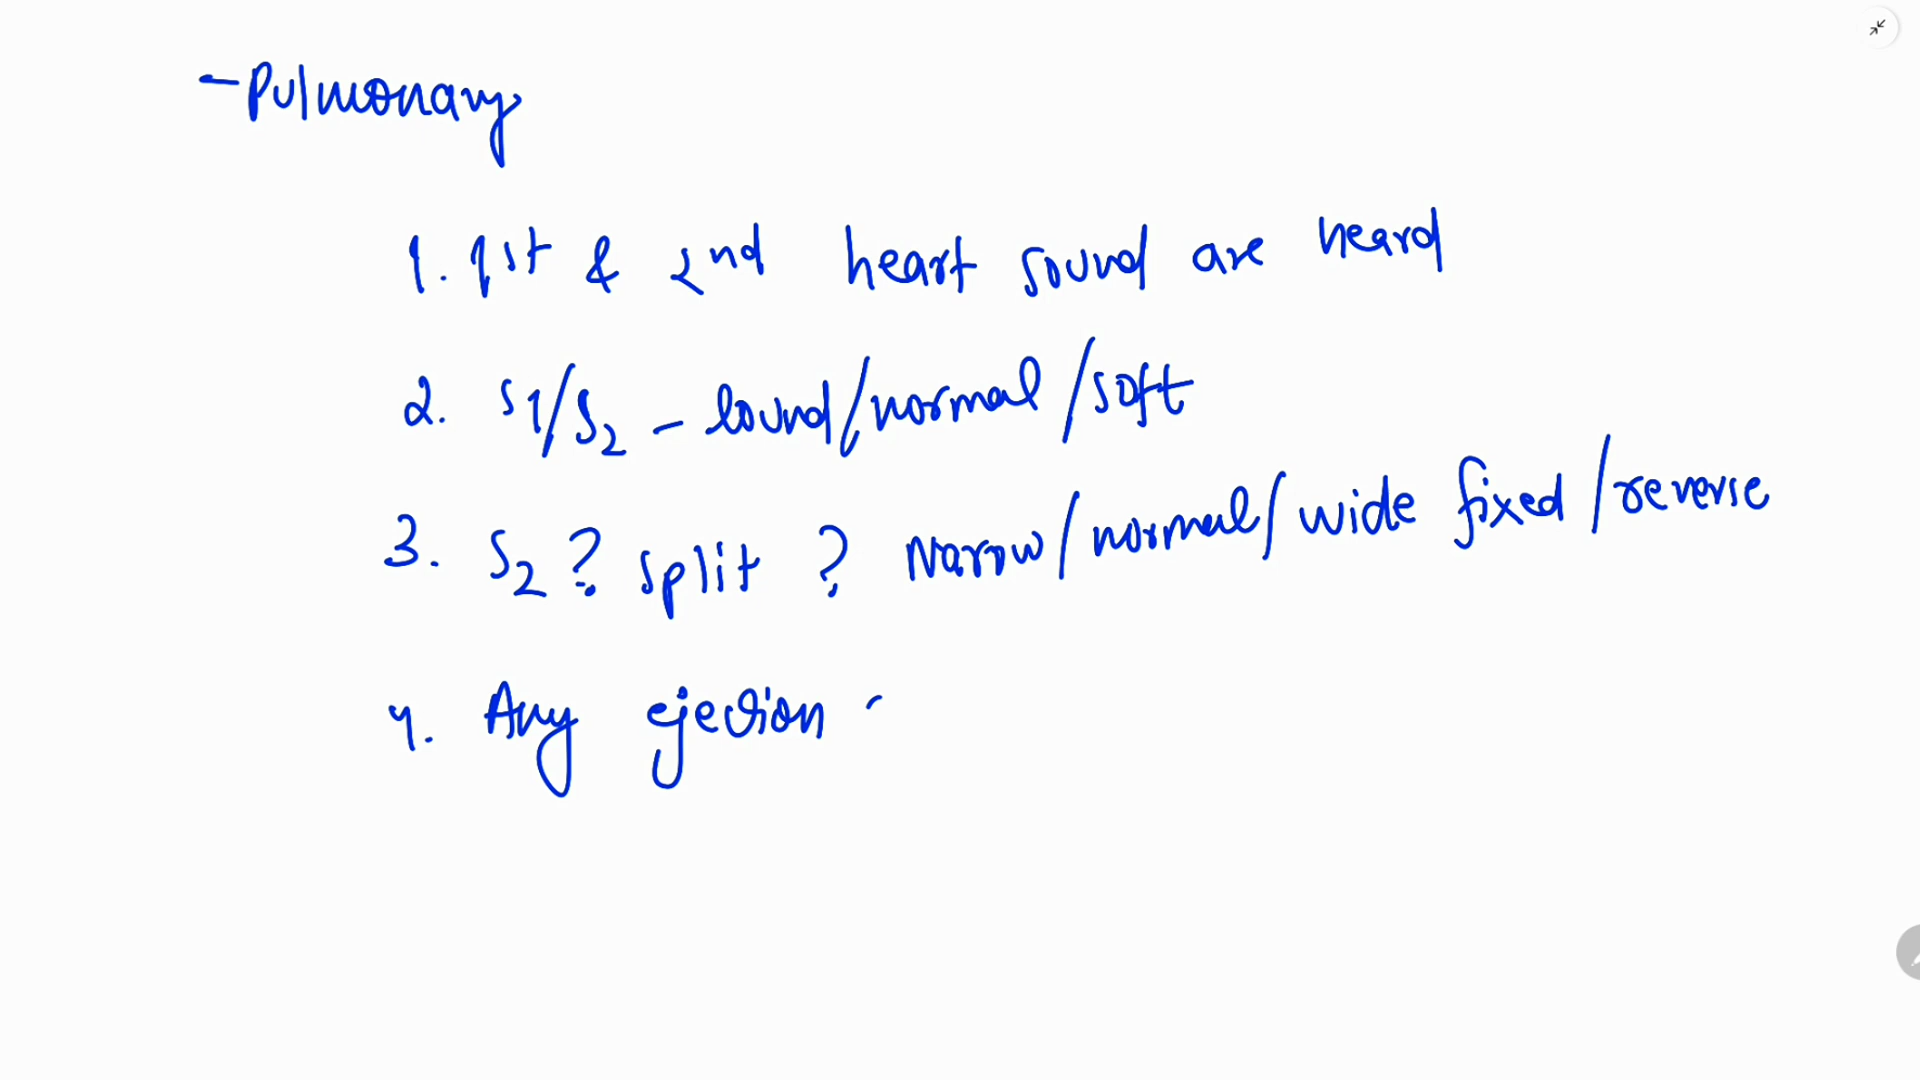 - Pulmonary
1. 1st & 2nd heart sound are heard
2. S1/S2 - lound/normal/soft
3. S2? split? Narrow/normal/wide fixed/reverse
4. Any ejection